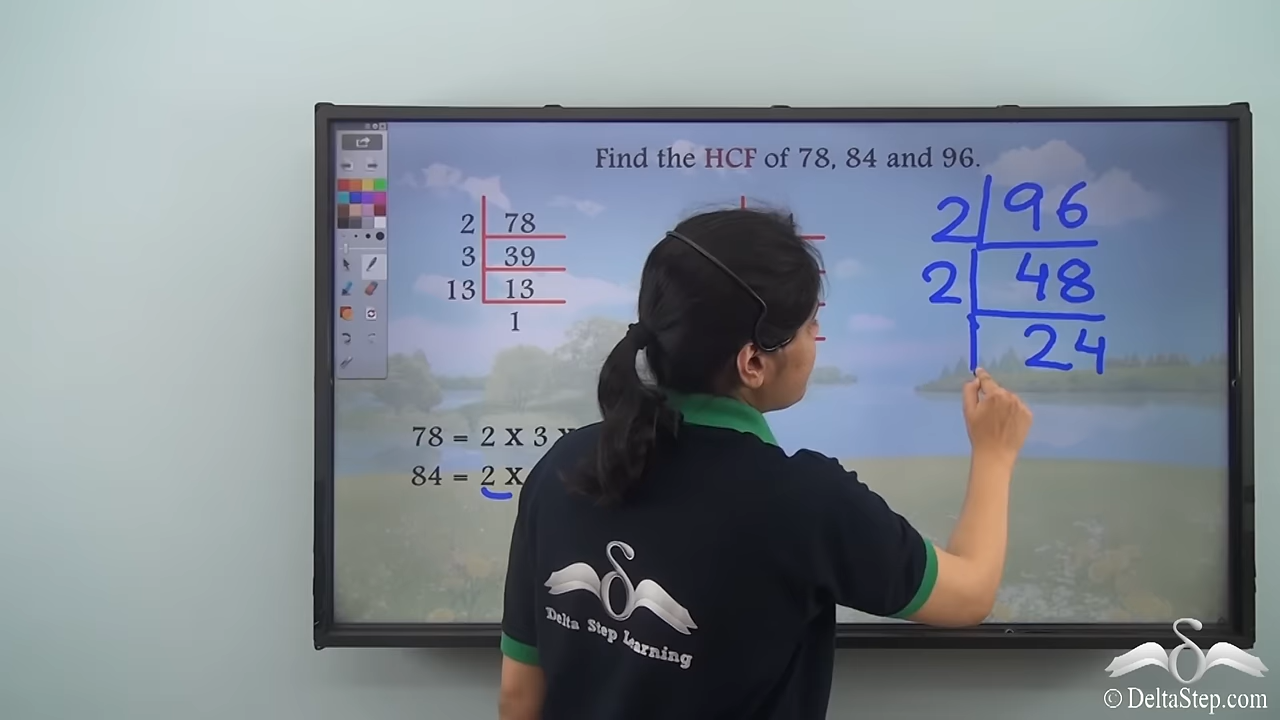 Find the HCF of 78, 84 and 96.
2 78
3 39
13 13
1
2 96
2 48
24
78 = 2 X 3 X
84 = 2 X
Delta Step Learning
© DeltaStep.com